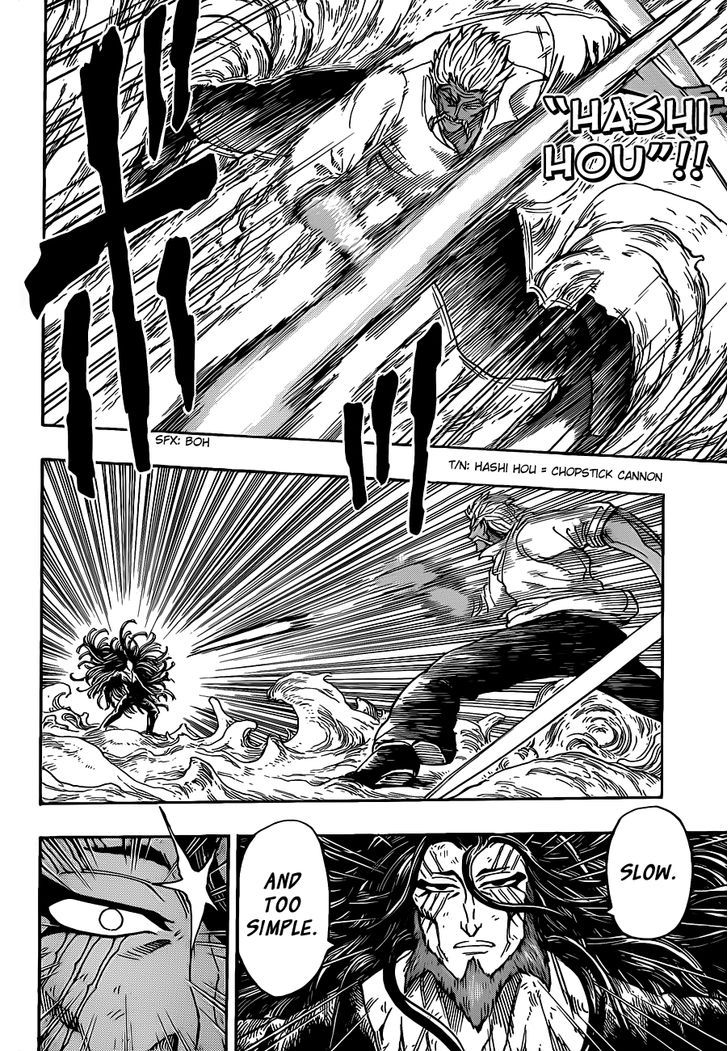 "HASHI
HOU"!!
SFX: BOH
T/N: HASHI HOU = CHOPSTICK CANNON
SLOW.
AND
TOO
SIMPLE.